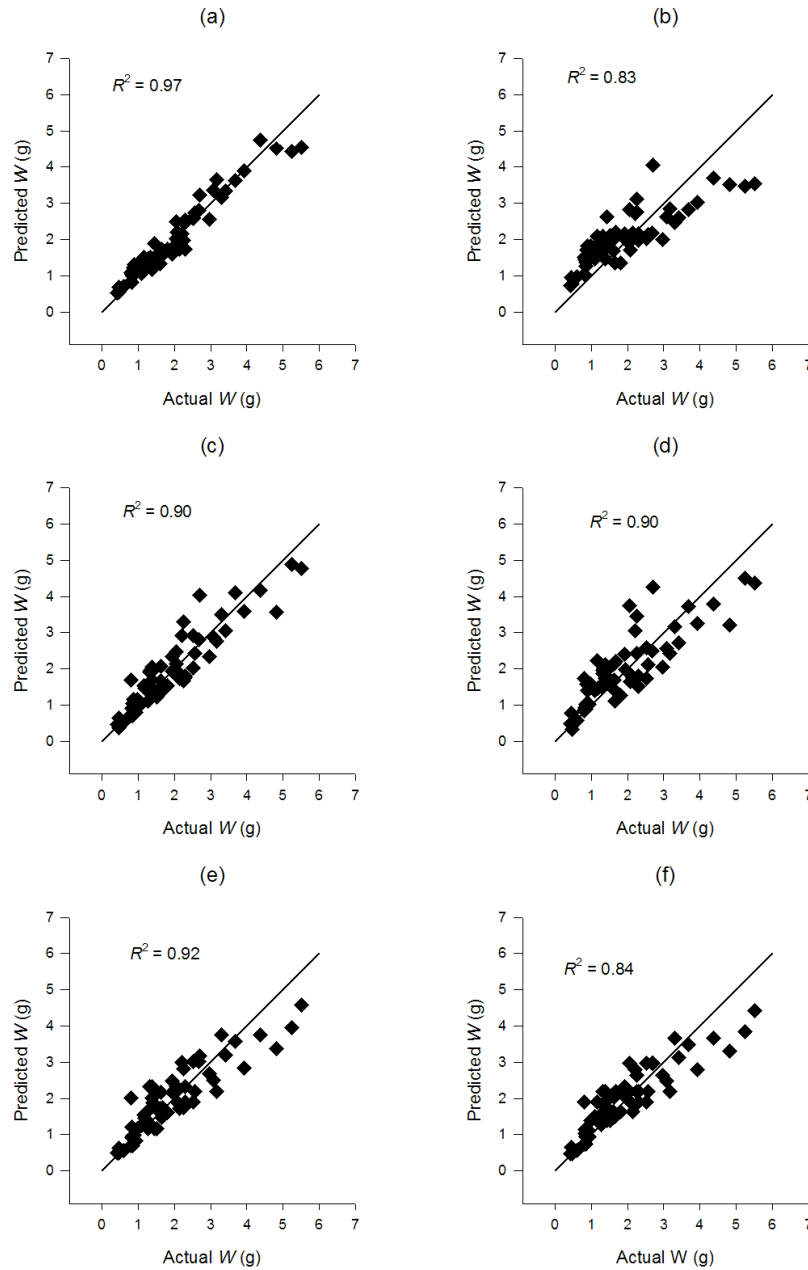 (a)
R² = 0.97
Predicted W (g)
7
6
5
4
3
2
1
0
0 1 2 3 4 5 6 7
Actual W (g)
(b)
R² = 0.83
Predicted W (g)
7
6
5
4
3
2
1
0
0 1 2 3 4 5 6 7
Actual W (g)
(c)
R² = 0.90
Predicted W (g)
7
6
5
4
3
2
1
0
0 1 2 3 4 5 6 7
Actual W (g)
(d)
R² = 0.90
Predicted W (g)
7
6
5
4
3
2
1
0
0 1 2 3 4 5 6 7
Actual W (g)
(e)
R² = 0.92
Predicted W (g)
7
6
5
4
3
2
1
0
0 1 2 3 4 5 6 7
Actual W (g)
(f)
R² = 0.84
Predicted W (g)
7
6
5
4
3
2
1
0
0 1 2 3 4 5 6 7
Actual W (g)